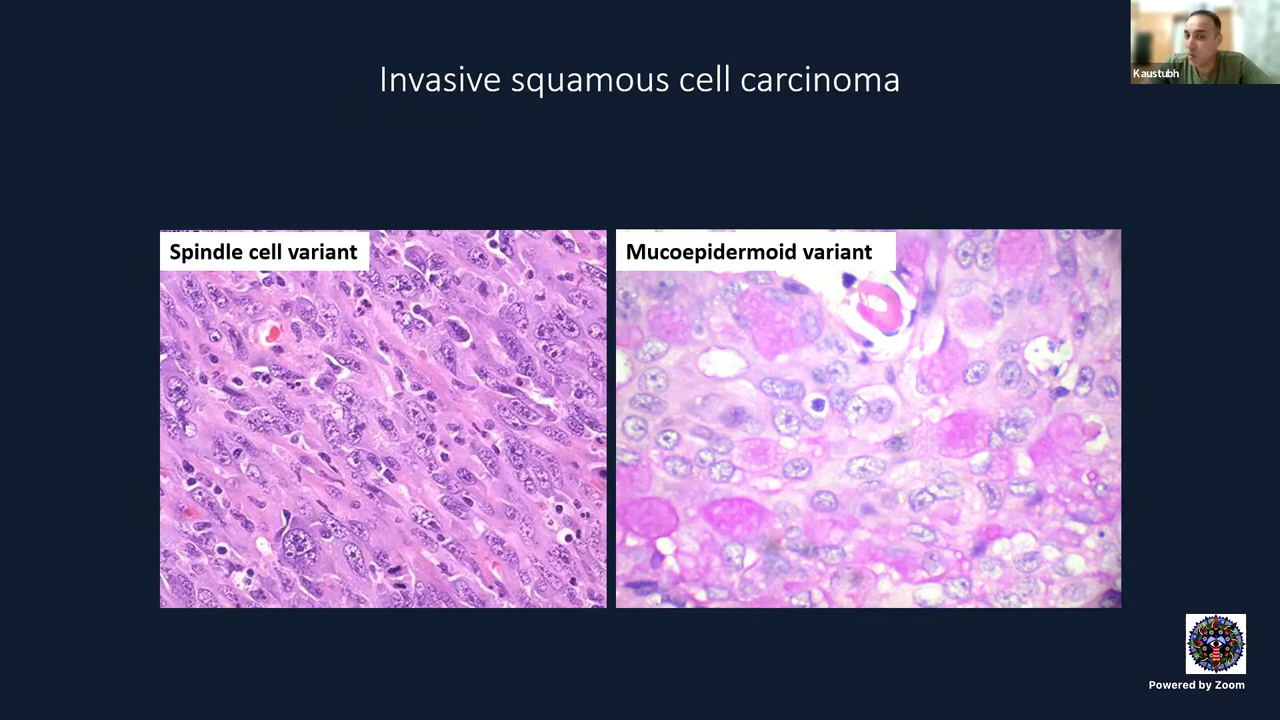 Invasive squamous cell carcinoma
Kaustubh
Spindle cell variant
Mucoepidermoid variant
Powered by Zoom